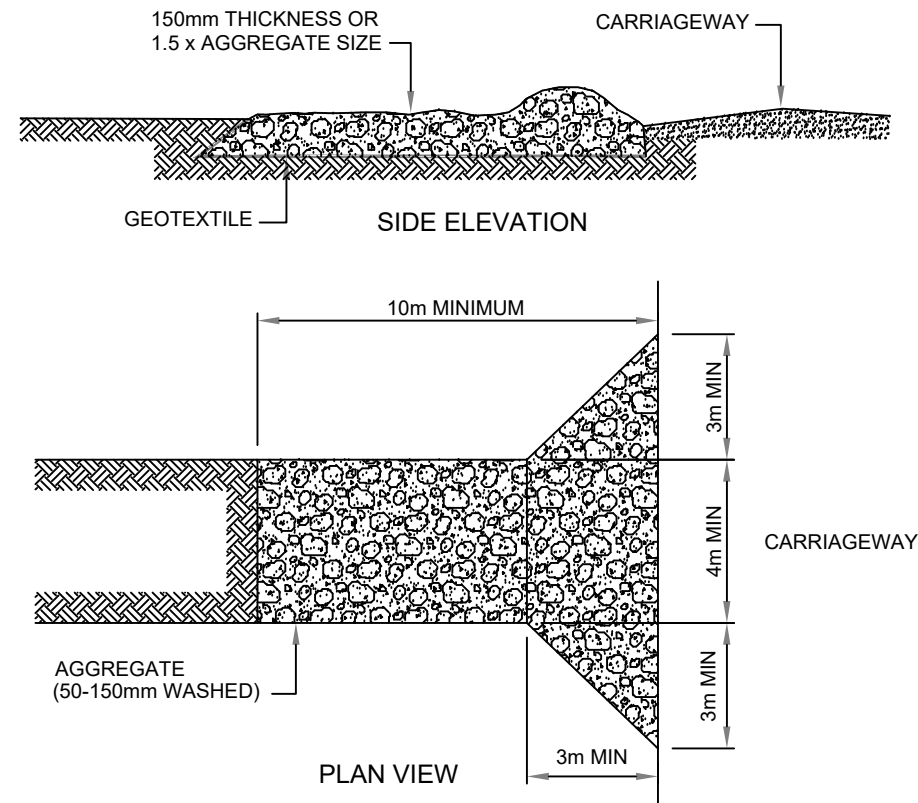 150mm THICKNESS OR
1.5 x AGGREGATE SIZE
CARRIAGEWAY
GEOTEXTILE
SIDE ELEVATION
10m MINIMUM
3m MIN
4m MIN
CARRIAGEWAY
3m MIN
AGGREGATE
(50-150mm WASHED)
3m MIN
PLAN VIEW